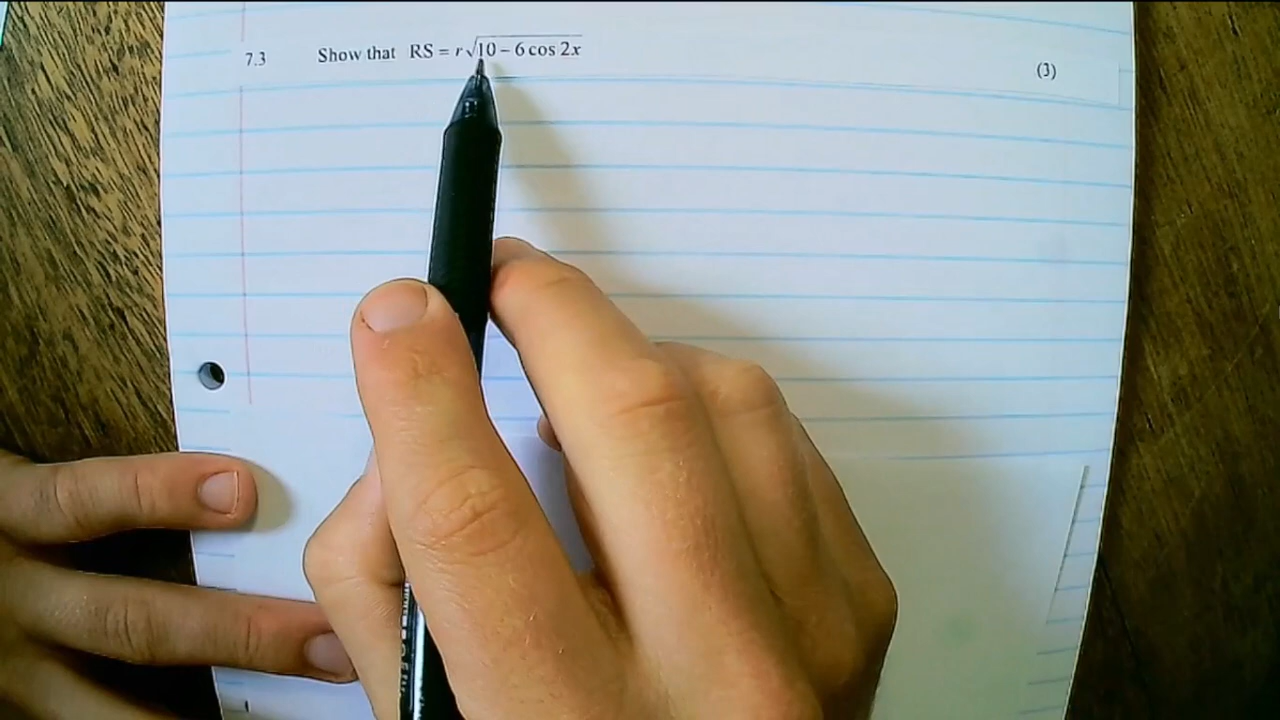 7.3 Show that RS = r√10 – 6 cos 2x (3)